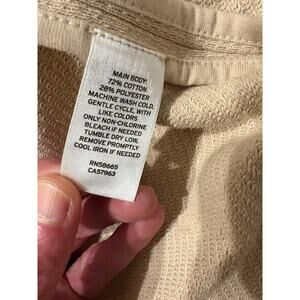 MAIN BODY:
72% COTTON
28% POLYESTER
MACHINE WASH COLD
GENTLE CYCLE, WITH
LIKE COLORS
ONLY NON-CHLORINE
BLEACH IF NEEDED
TUMBLE DRY LOW,
REMOVE PROMPTLY
COOL IRON IF NEEDED
RN58665
CA57963